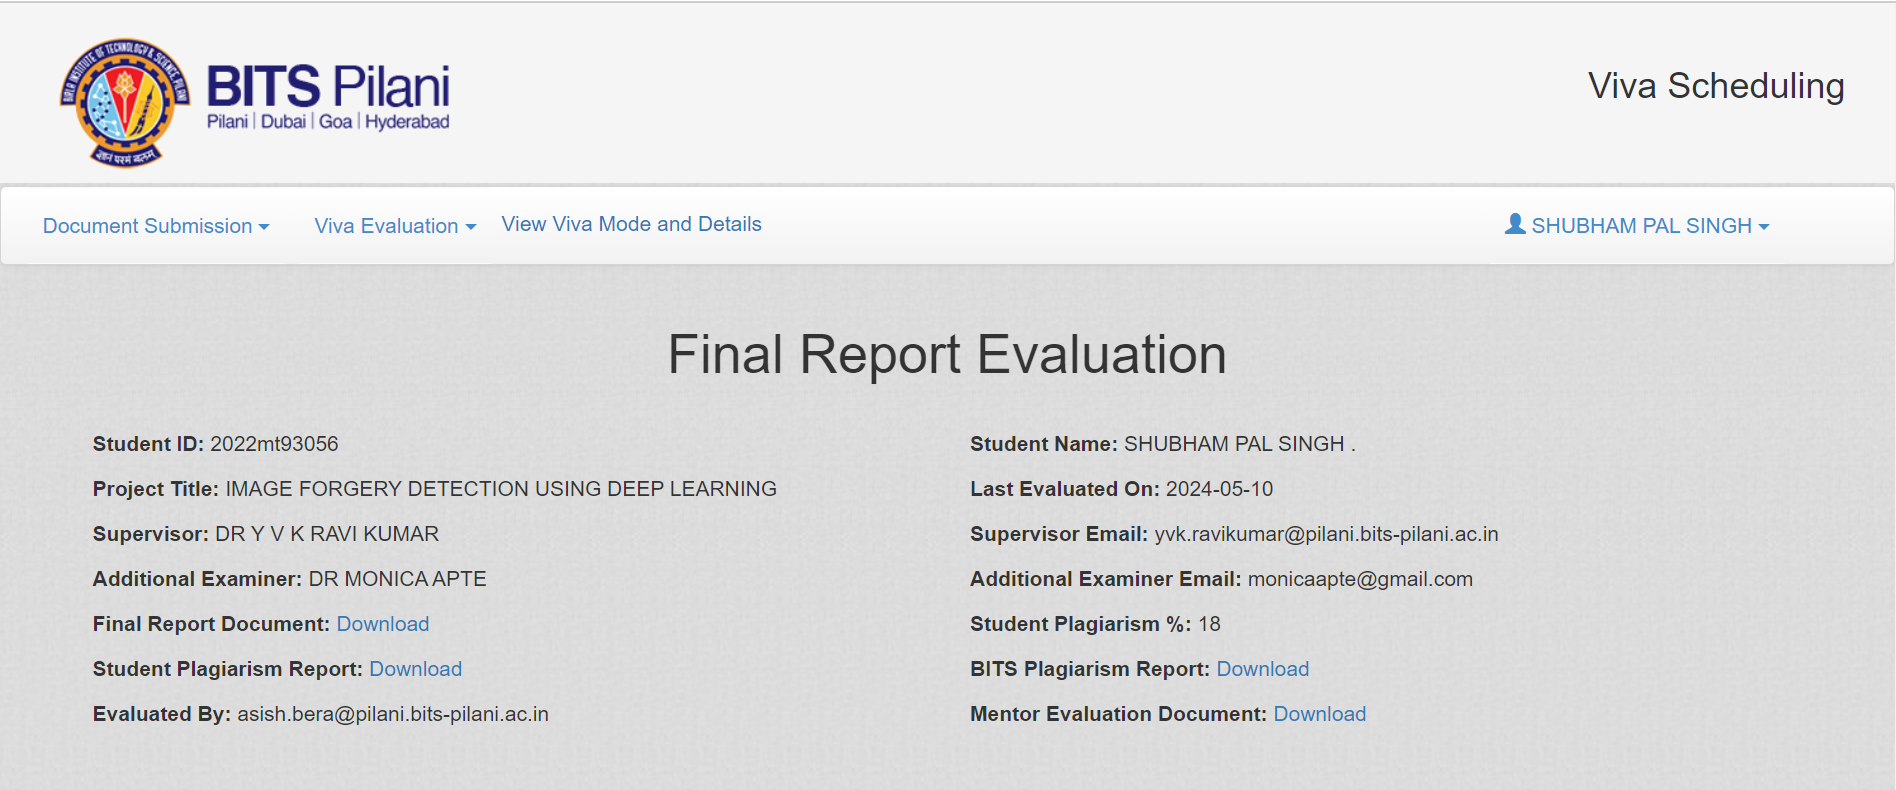 BIRLA INSTITUTE OF TECHNOLOGY & SCIENCE, PILANI
ज्ञानं परमं बलम्
BITS Pilani
Pilani | Dubai | Goa | Hyderabad
Viva Scheduling
Document Submission
Viva Evaluation
View Viva Mode and Details
SHUBHAM PAL SINGH
Final Report Evaluation
Student ID: 2022mt93056
Student Name: SHUBHAM PAL SINGH .
Project Title: IMAGE FORGERY DETECTION USING DEEP LEARNING
Last Evaluated On: 2024-05-10
Supervisor: DR Y V K RAVI KUMAR
Supervisor Email: yvk.ravikumar@pilani.bits-pilani.ac.in
Additional Examiner: DR MONICA APTE
Additional Examiner Email: monicaapte@gmail.com
Final Report Document: Download
Student Plagiarism %: 18
Student Plagiarism Report: Download
BITS Plagiarism Report: Download
Evaluated By: asish.bera@pilani.bits-pilani.ac.in
Mentor Evaluation Document: Download